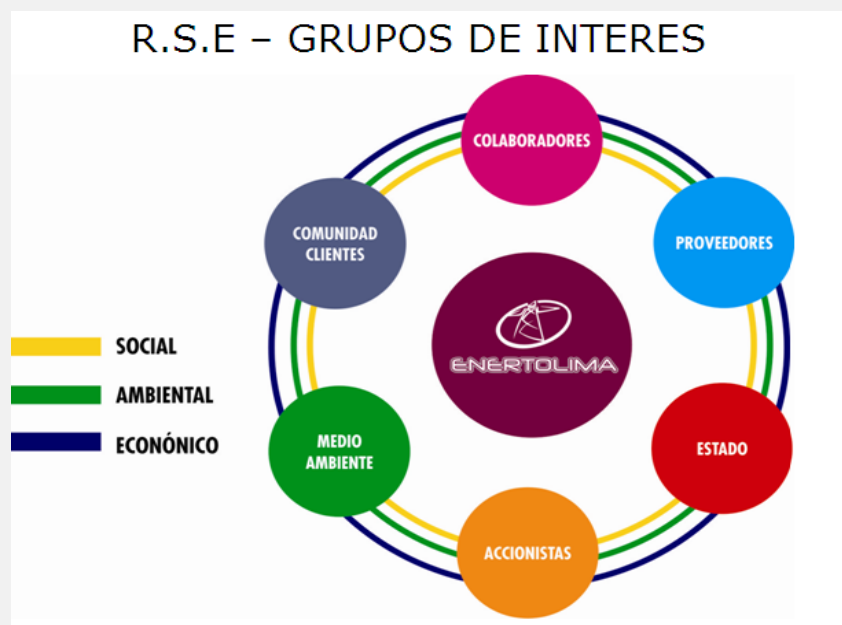 R.S.E – GRUPOS DE INTERES
COLABORADORES
COMUNIDAD
CLIENTES
PROVEEDORES
ENERTOLIMA
SOCIAL
AMBIENTAL
ECONÓNICO
MEDIO
AMBIENTE
ESTADO
ACCIONISTAS